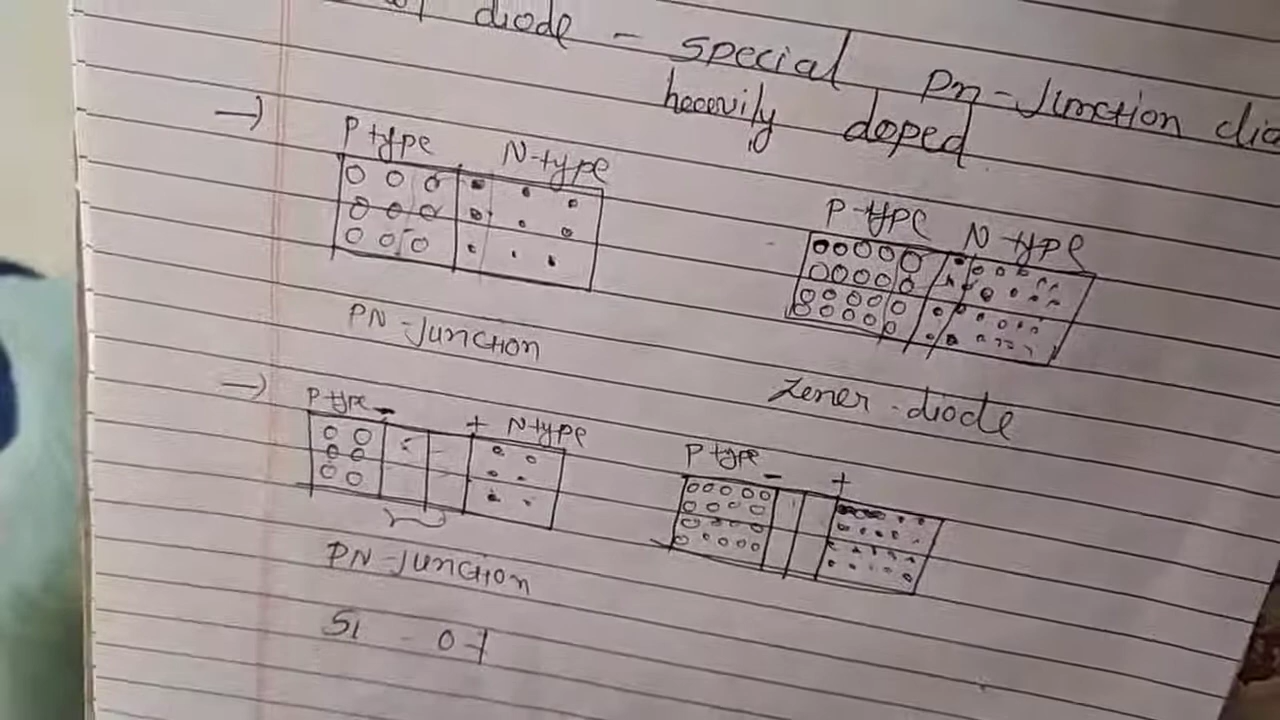 diode - special Pn-Junction
heavily doped
P type N-type
P-type N-type
PN-Junction
Zener-diode
P type - + N-type
P type - +
PN-Junction
Si - 0.7